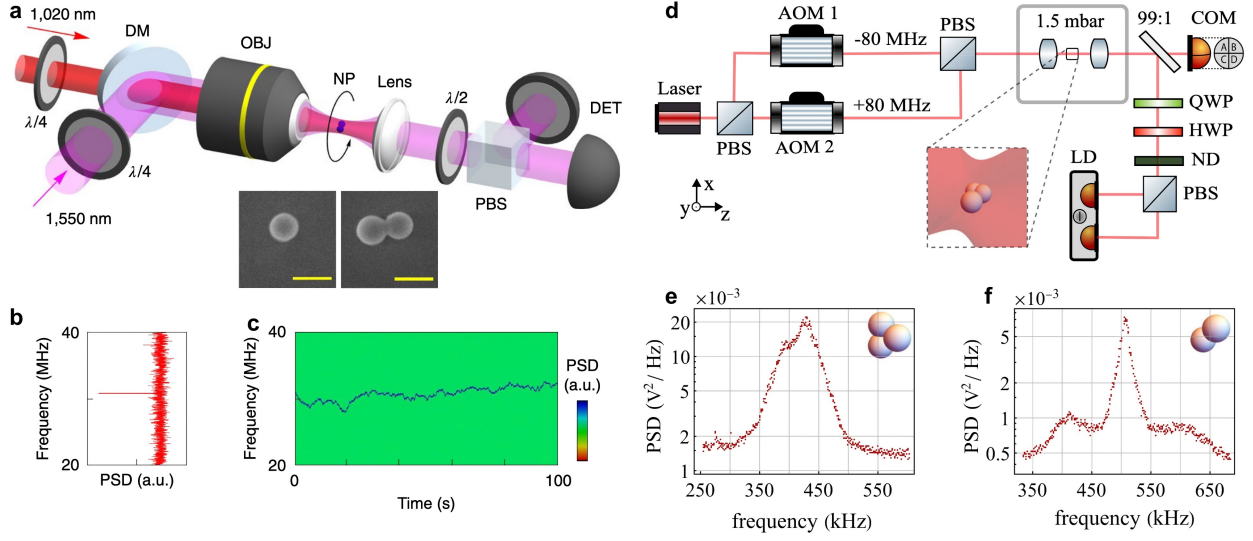 a
1,020 nm
DM
OBJ
NP
Lens
λ/2
DET
λ/4
λ/4
1,550 nm
PBS
b
40
Frequency (MHz)
20
PSD (a.u.)
c
40
Frequency (MHz)
20
0
100
Time (s)
PSD
(a.u.)
d
AOM 1
PBS
1.5 mbar
99:1
COM
A B
C D
-80 MHz
Laser
+80 MHz
PBS
AOM 2
QWP
HWP
ND
LD
PBS
x
y
z
e
×10⁻³
20
10
5
2
1
PSD (V²/ Hz)
250
350
450
550
frequency (kHz)
f
×10⁻³
5
1
0.5
PSD (V²/ Hz)
350
450
550
650
frequency (kHz)